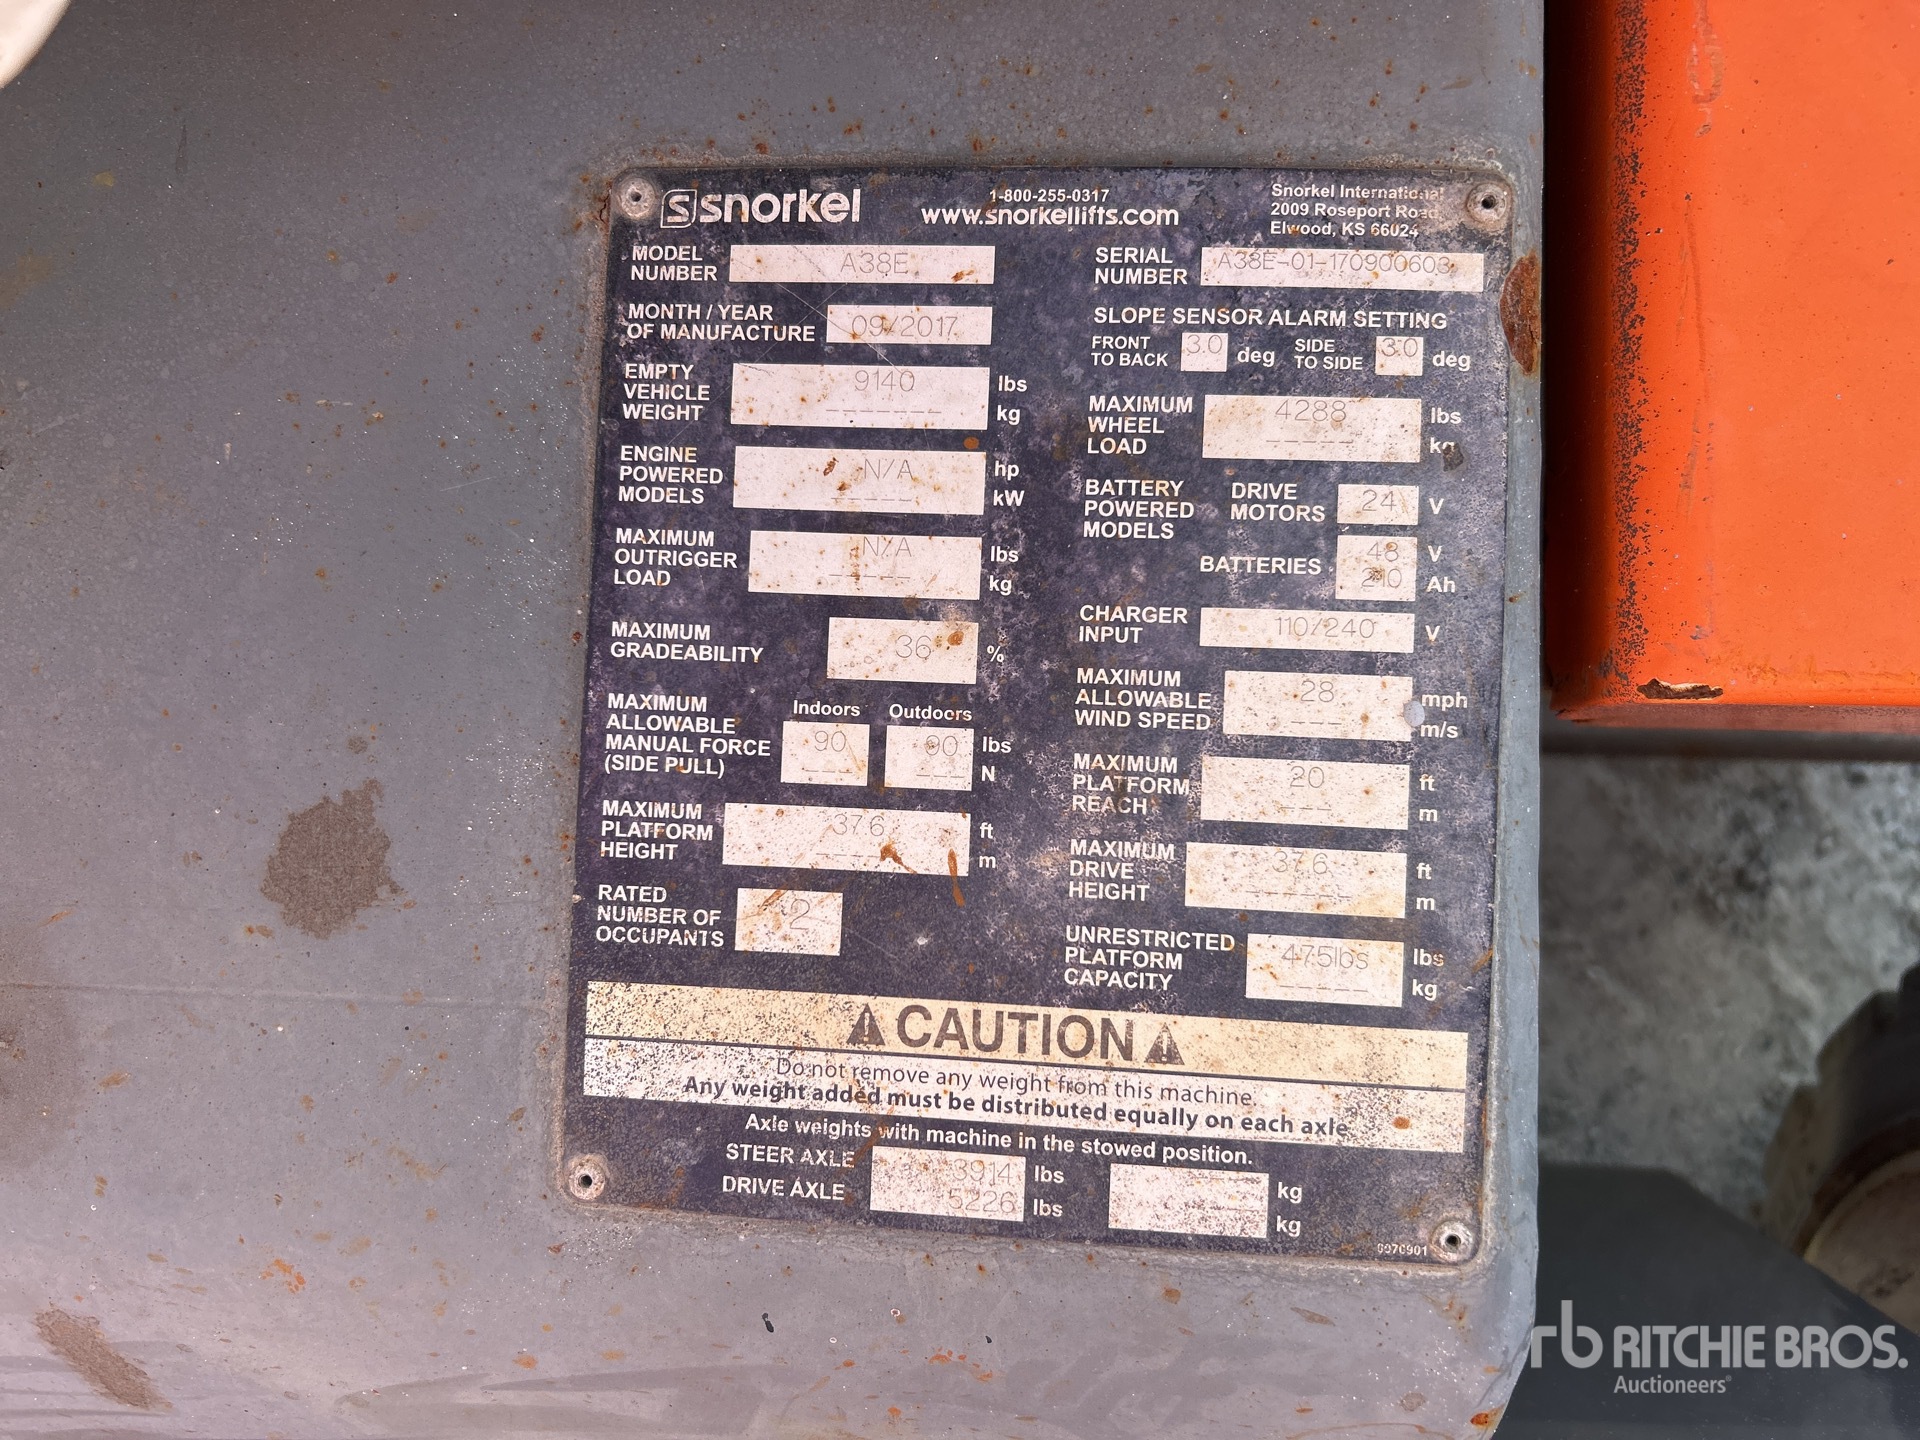 snorkel
1-800-255-0317
www.snorkellifts.com
Snorkel International
2009 Roseport Road
Elwood, KS 66024
MODEL
NUMBER
A38E
MONTH / YEAR
OF MANUFACTURE
09/2017
EMPTY
VEHICLE
WEIGHT
9140 lbs
------- kg
ENGINE
POWERED
MODELS
N/A hp
----- kW
MAXIMUM
OUTRIGGER
LOAD
N/A lbs
----- kg
MAXIMUM
GRADEABILITY
36 %
MAXIMUM
ALLOWABLE
MANUAL FORCE
(SIDE PULL)
Indoors Outdoors
90 90 lbs
--- --- N
MAXIMUM
PLATFORM
HEIGHT
37.6 ft
m
RATED
NUMBER OF
OCCUPANTS
2
SERIAL
NUMBER
A38E-01-170900603
SLOPE SENSOR ALARM SETTING
FRONT
TO BACK
3.0 deg
SIDE
TO SIDE
3.0 deg
MAXIMUM
WHEEL
LOAD
4288 lbs
----- kg
BATTERY
POWERED
MODELS
DRIVE
MOTORS
24 V
BATTERIES
48 V
210 Ah
CHARGER
INPUT
110/240 V
MAXIMUM
ALLOWABLE
WIND SPEED
28 mph
--- m/s
MAXIMUM
PLATFORM
REACH
20 ft
--- m
MAXIMUM
DRIVE
HEIGHT
37.6 ft
------ m
UNRESTRICTED
PLATFORM
CAPACITY
475lbs lbs
----- kg
CAUTION
Do not remove any weight from this machine.
Any weight added must be distributed equally on each axle
Axle weights with machine in the stowed position.
STEER AXLE 3914 lbs kg
DRIVE AXLE 5226 lbs kg
0070901
rb RITCHIE BROS.
Auctioneers®